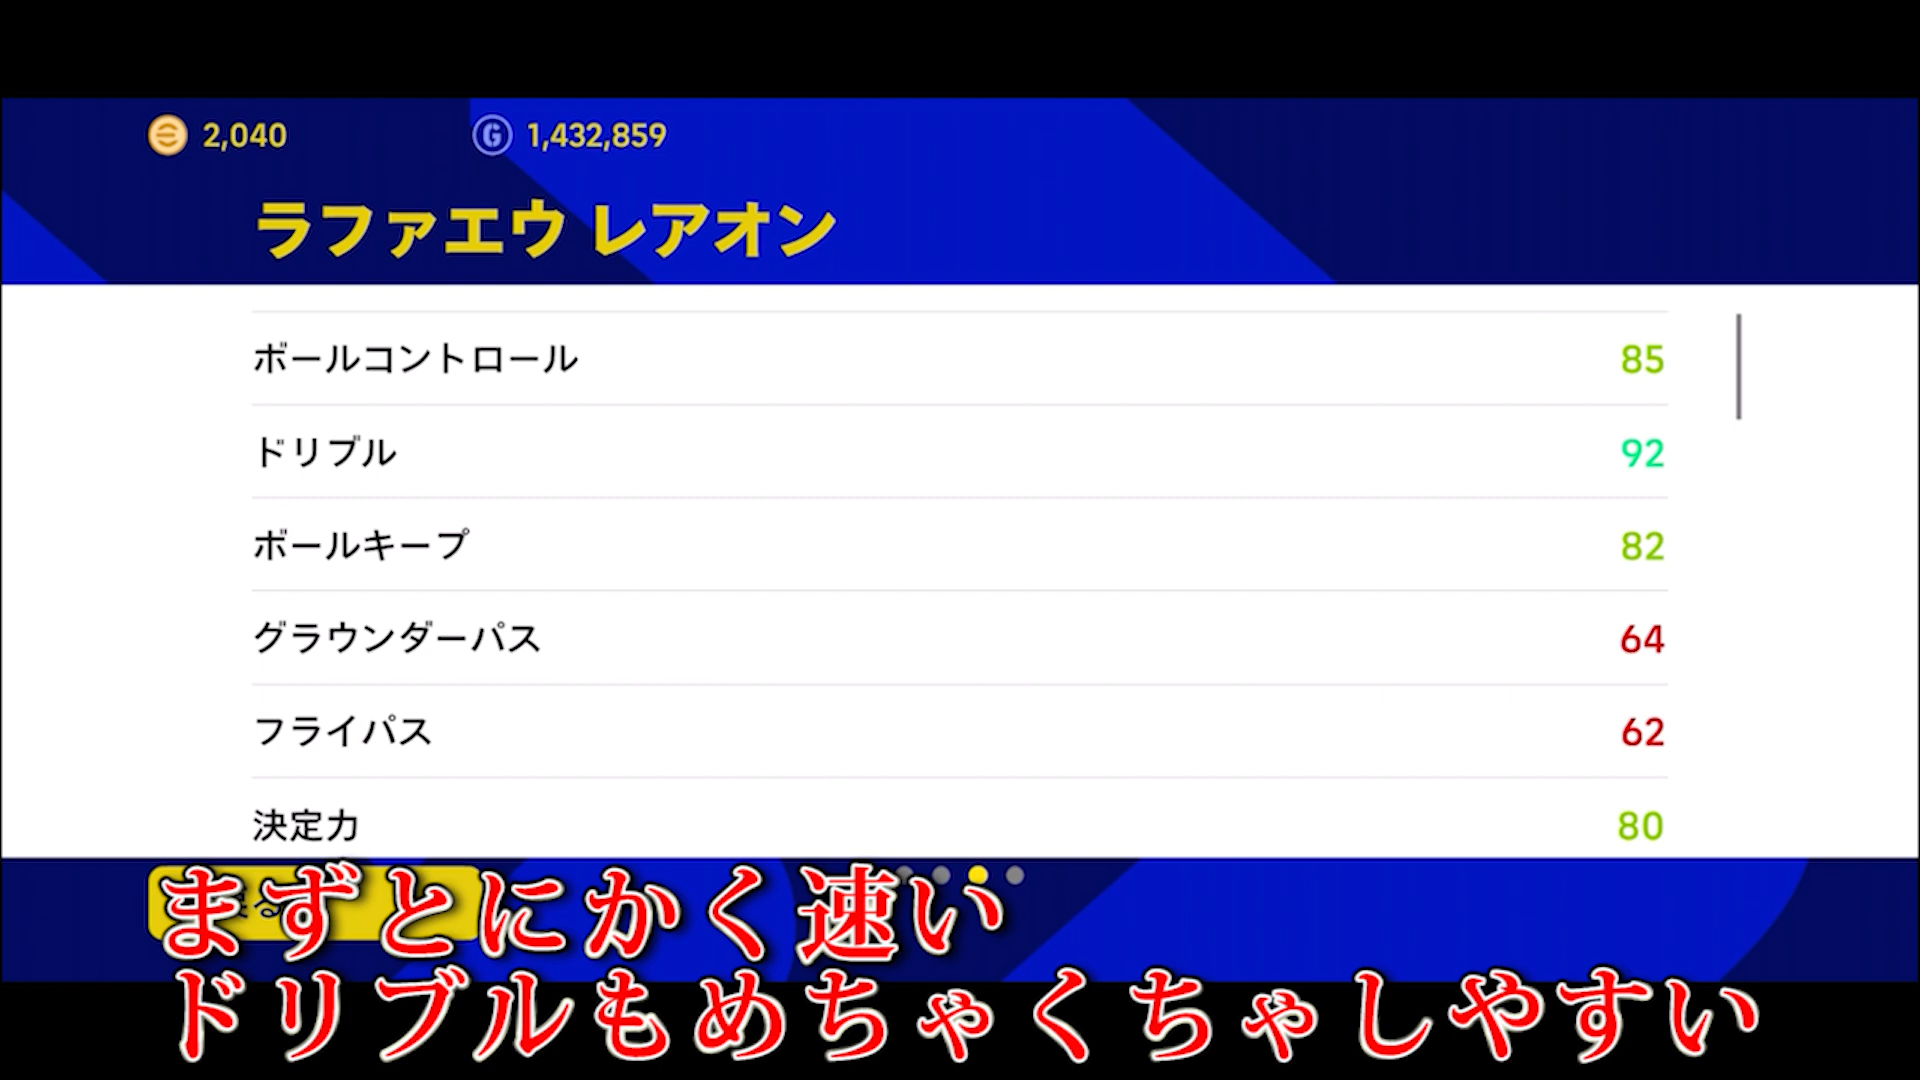 2,040
1,432,859
ラファエウ レアオン
ボールコントロール 85
ドリブル 92
ボールキープ 82
グラウンダーパス 64
フライパス 62
決定力 80
まずとにかく速い
ドリブルもめちゃくちゃしやすい